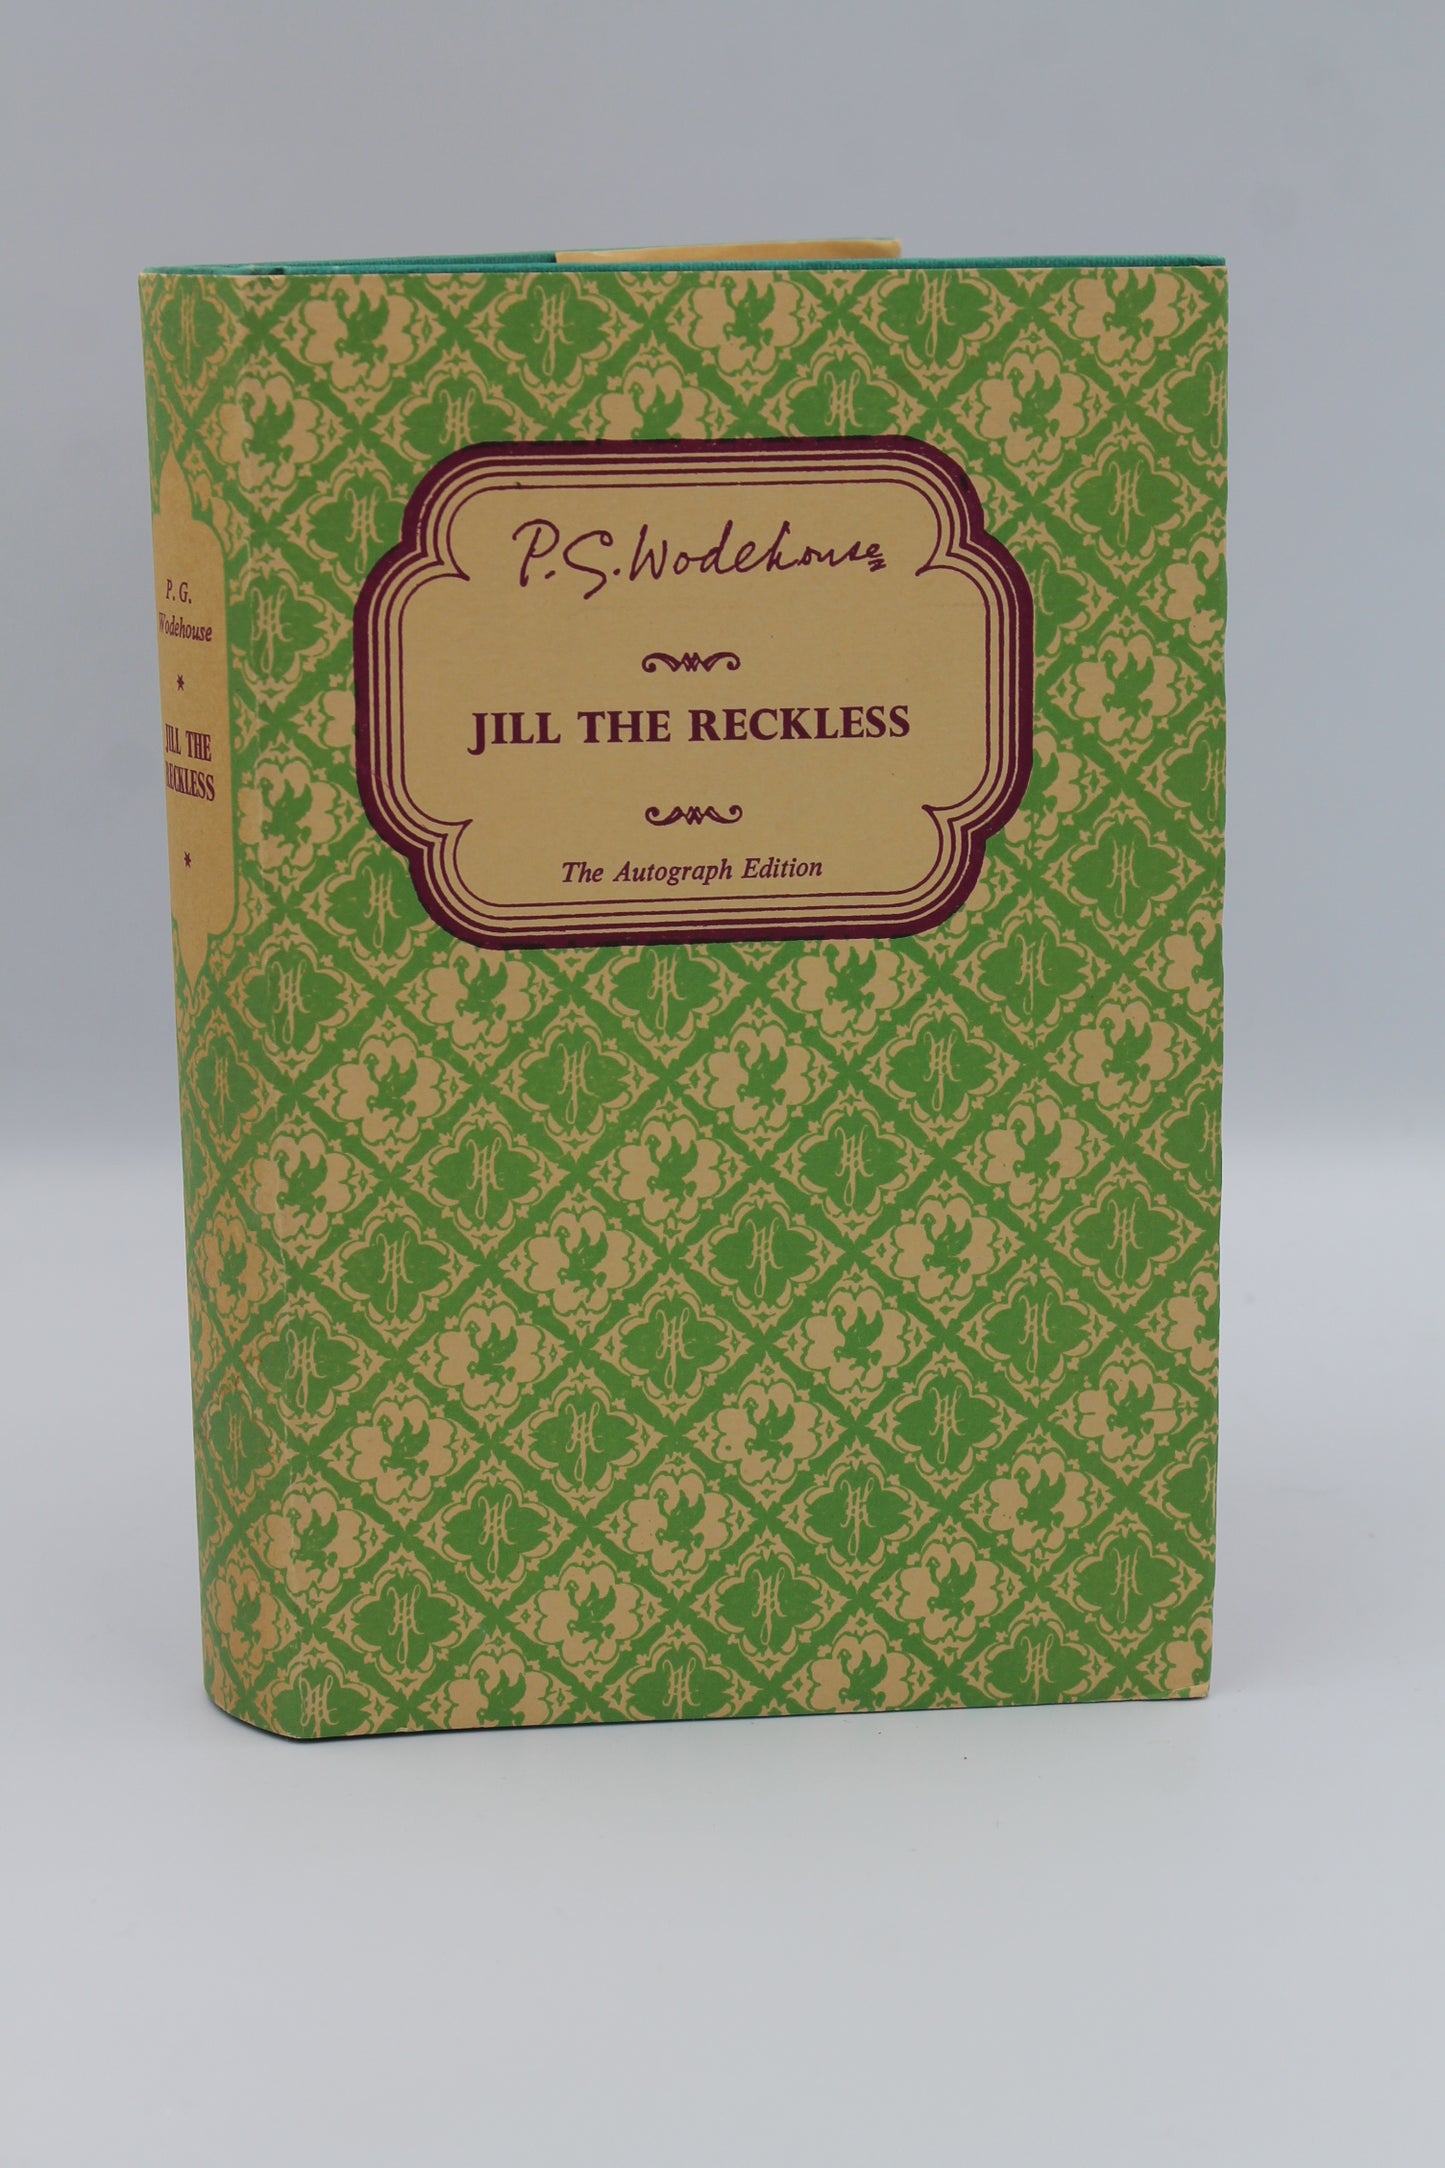 P. G. Wodehouse
JILL THE RECKLESS
The Autograph Edition
P. G.
Wodehouse
JILL THE
RECKLESS